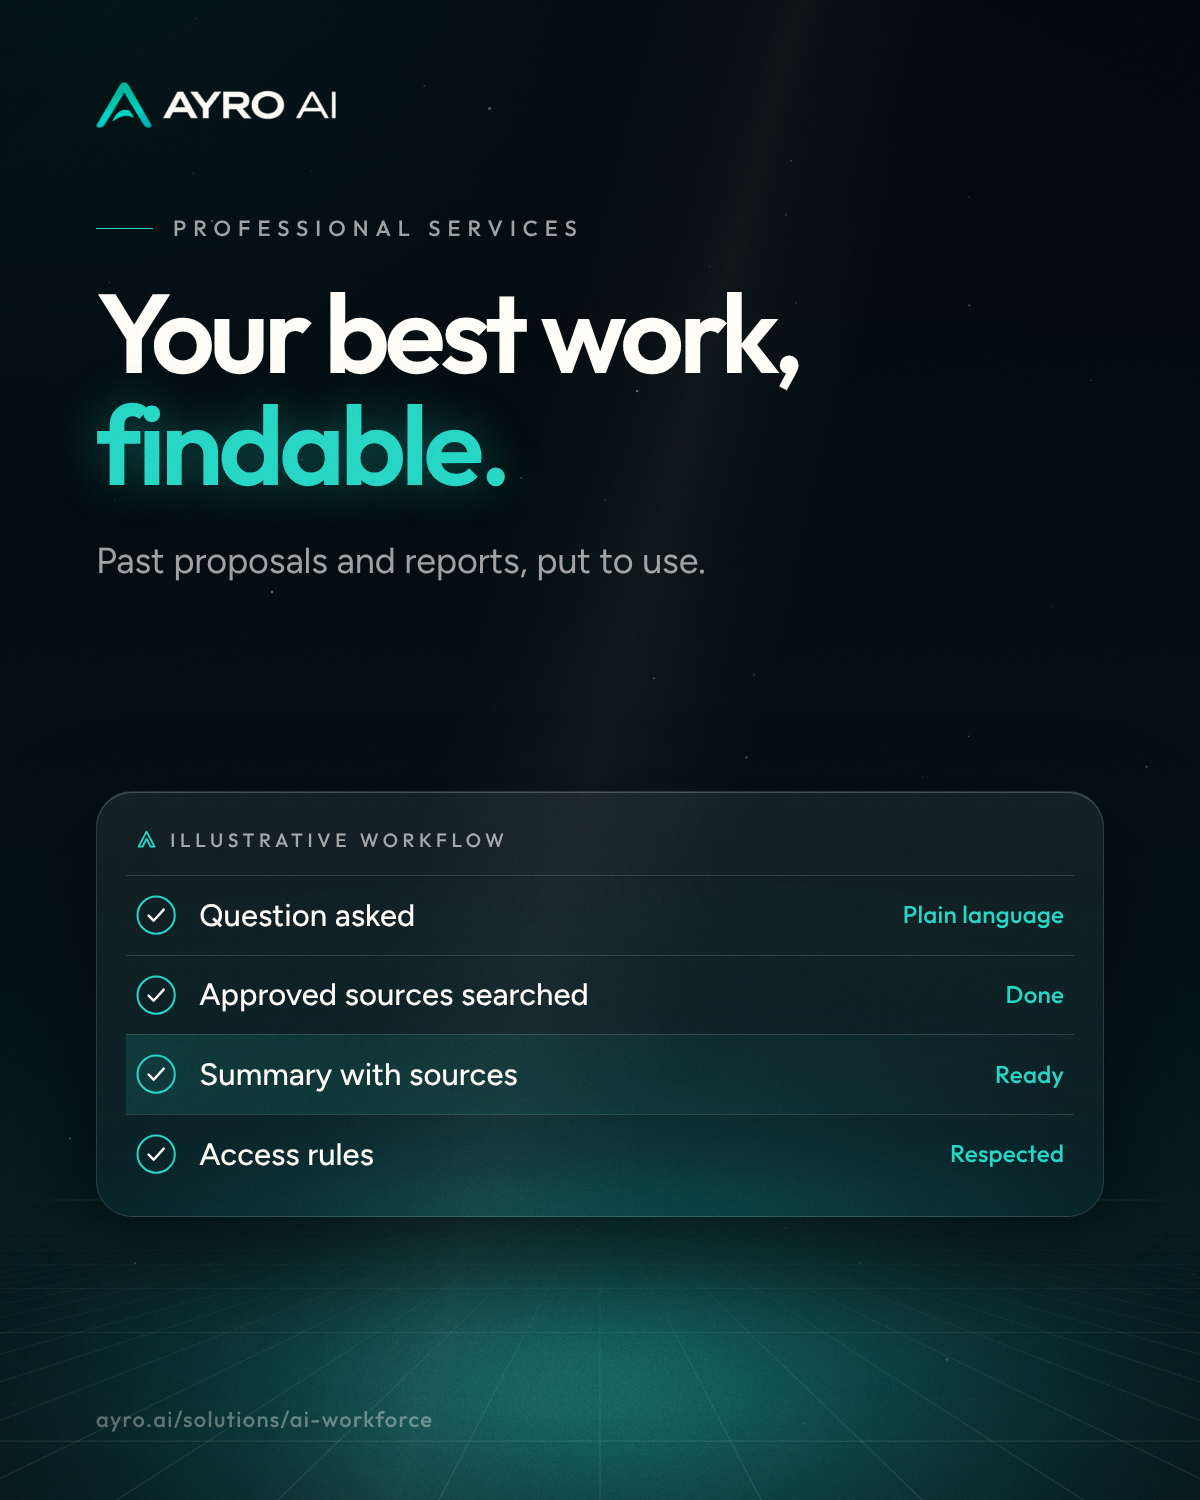 AYRO AI
PROFESSIONAL SERVICES
Your best work,
findable.
Past proposals and reports, put to use.
ILLUSTRATIVE WORKFLOW
Question asked Plain language
Approved sources searched Done
Summary with sources Ready
Access rules Respected
ayro.ai/solutions/ai-workforce